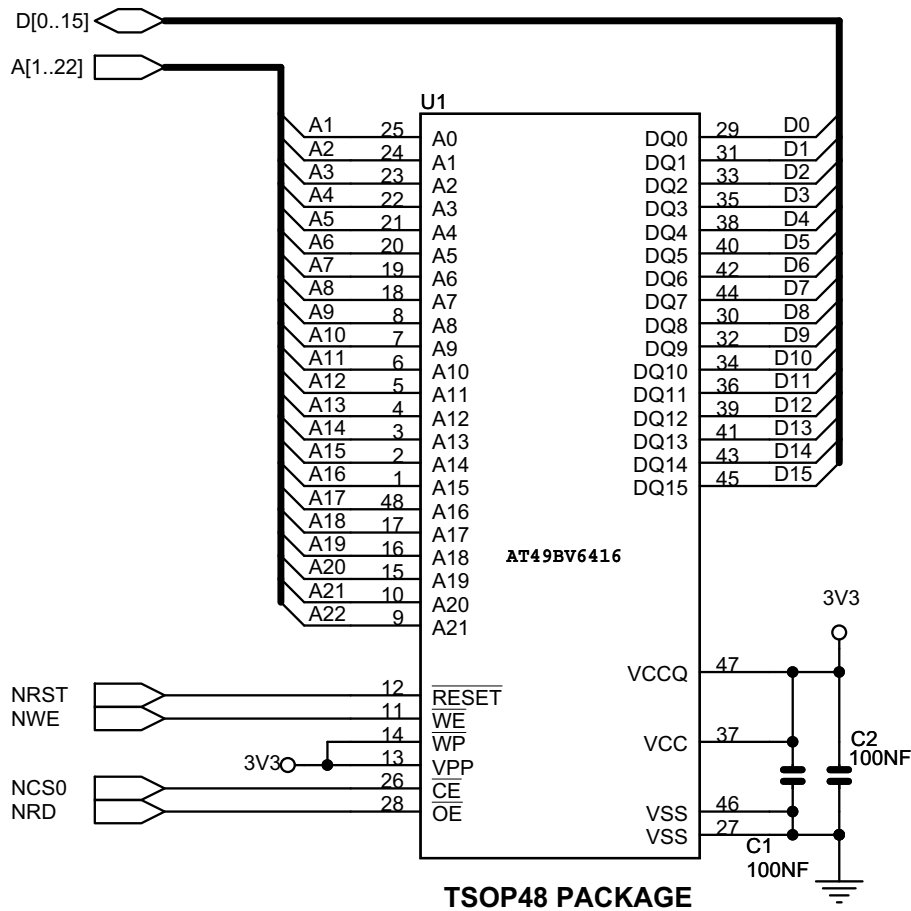 D[0..15]
A[1..22]
U1
A1 25 A0 DQ0 29 D0
A2 24 A1 DQ1 31 D1
A3 23 A2 DQ2 33 D2
A4 22 A3 DQ3 35 D3
A5 21 A4 DQ4 38 D4
A6 20 A5 DQ5 40 D5
A7 19 A6 DQ6 42 D6
A8 18 A7 DQ7 44 D7
A9 8 A8 DQ8 30 D8
A10 7 A9 DQ9 32 D9
A11 6 A10 DQ10 34 D10
A12 5 A11 DQ11 36 D11
A13 4 A12 DQ12 39 D12
A14 3 A13 DQ13 41 D13
A15 2 A14 DQ14 43 D14
A16 1 A15 DQ15 45 D15
A17 48 A16
A18 17 A17
A19 16 A18
AT49BV6416
A20 15 A19
A21 10 A20
A22 9 A21
3V3
VCCQ 47
NRST 12 RESET
NWE 11 WE
14 WP
VCC 37
C2
100NF
3V3 13 VPP
NCS0 26 CE
NRD 28 OE
VSS 46
VSS 27
C1
100NF
TSOP48 PACKAGE